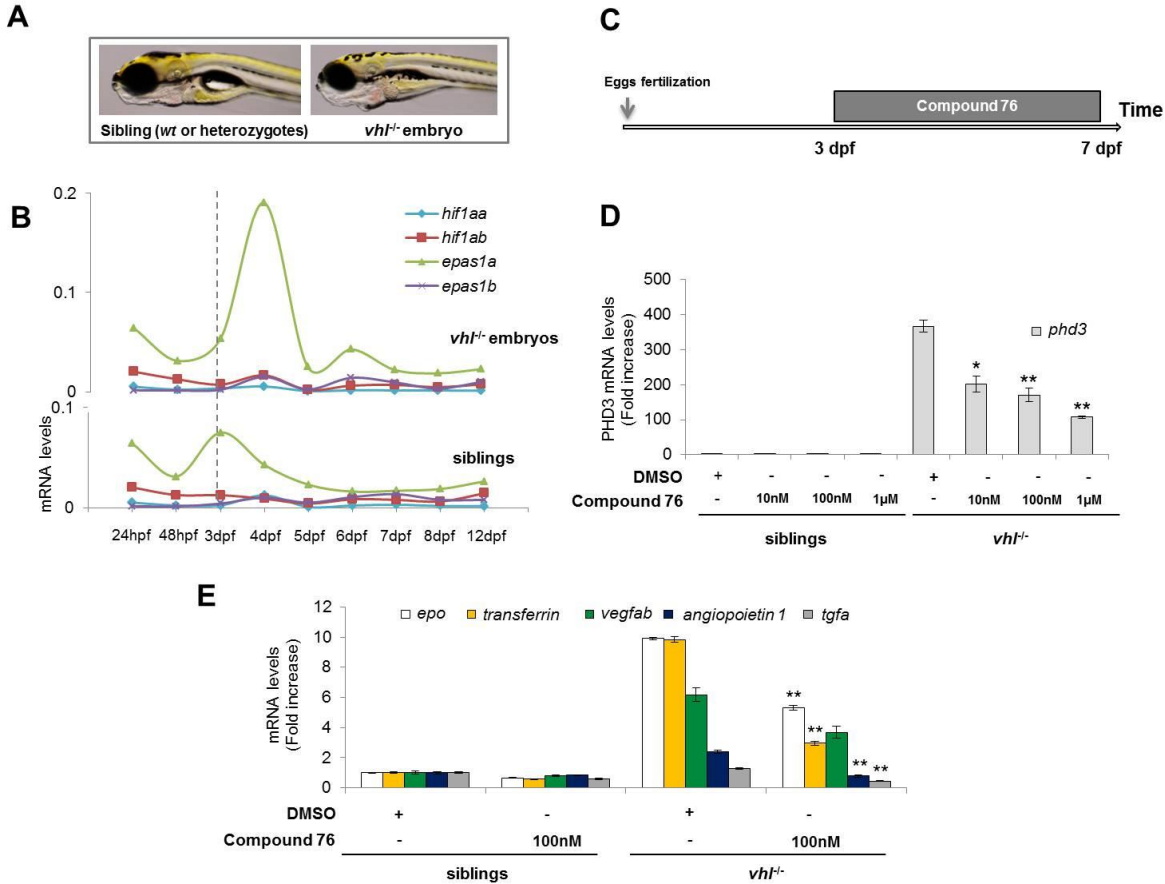 A
Sibling (wt or heterozygotes)
vhl-/- embryo
B
0.2
0.1
0
hif1aa
hif1ab
epas1a
epas1b
vhl-/- embryos
0.1
0
siblings
mRNA levels
24hpf 48hpf 3dpf 4dpf 5dpf 6dpf 7dpf 8dpf 12dpf
C
Eggs fertilization
Compound 76
Time
3 dpf
7 dpf
D
PHD3 mRNA levels
(Fold increase)
500
400
300
200
100
0
phd3
* ** **
DMSO + - - - + - - -
Compound 76 - 10nM 100nM 1µM - 10nM 100nM 1µM
siblings vhl-/-
E
mRNA levels
(Fold increase)
12
10
8
6
4
2
0
epo transferrin vegfab angiopoietin 1 tgfa
** ** ** **
DMSO + - + -
Compound 76 - 100nM - 100nM
siblings vhl-/-